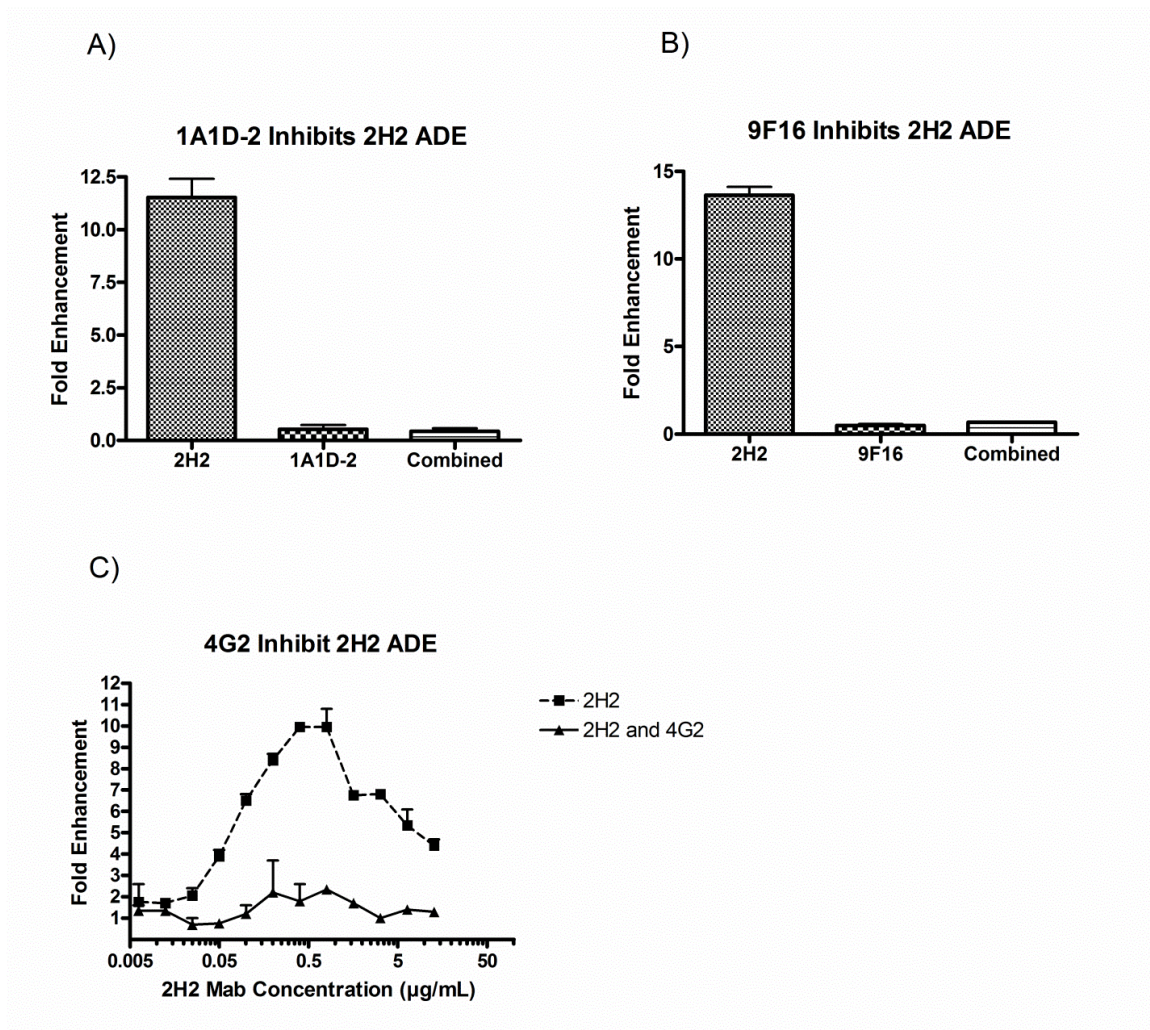 A)
1A1D-2 Inhibits 2H2 ADE
Fold Enhancement
12.5
10.0
7.5
5.0
2.5
0.0
2H2 1A1D-2 Combined
B)
9F16 Inhibits 2H2 ADE
Fold Enhancement
15
10
5
0
2H2 9F16 Combined
C)
4G2 Inhibit 2H2 ADE
Fold Enhancement
12
11
10
9
8
7
6
5
4
3
2
1
0.005 0.05 0.5 5 50
2H2 Mab Concentration (µg/mL)
2H2
2H2 and 4G2